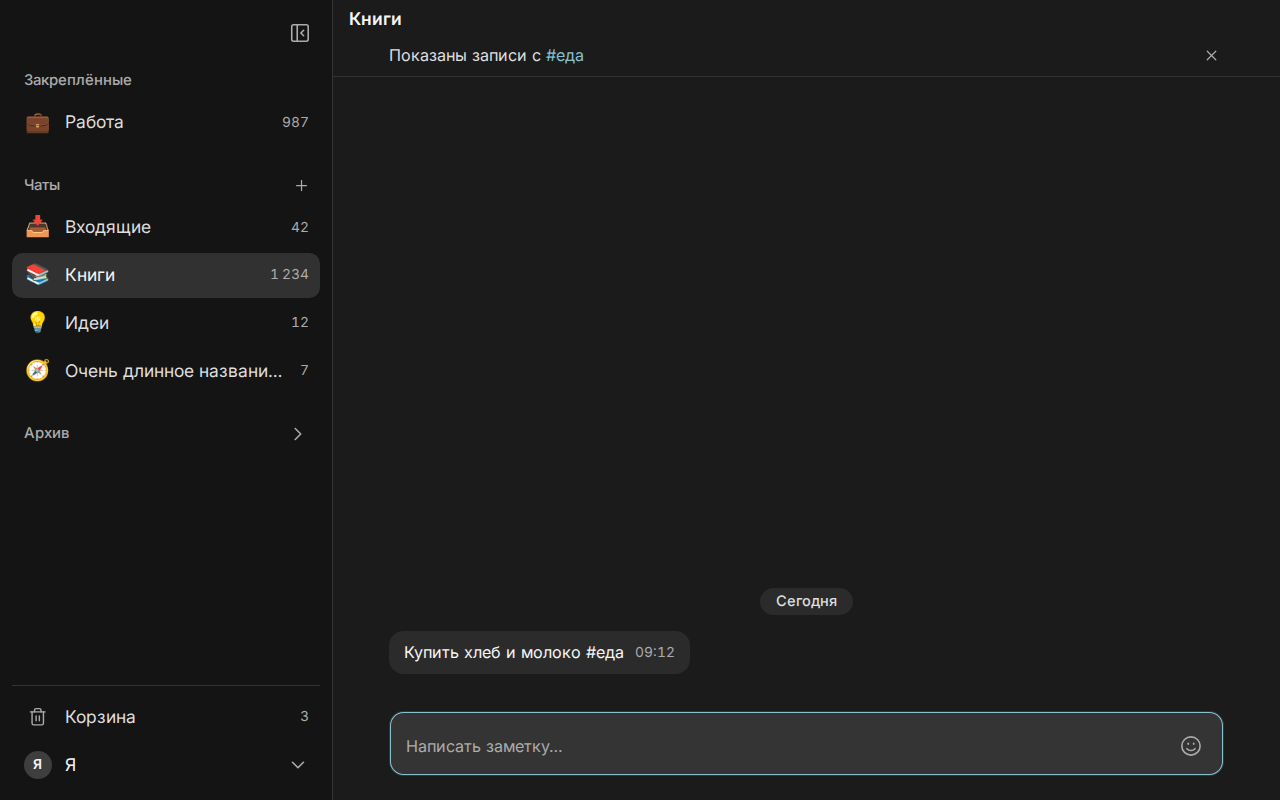 Закреплённые
Работа 987
Чаты
Входящие 42
Книги 1 234
Идеи 12
Очень длинное названи... 7
Архив
Корзина 3
Я Я
Книги
Показаны записи с #еда
Сегодня
Купить хлеб и молоко #еда 09:12
Написать заметку...